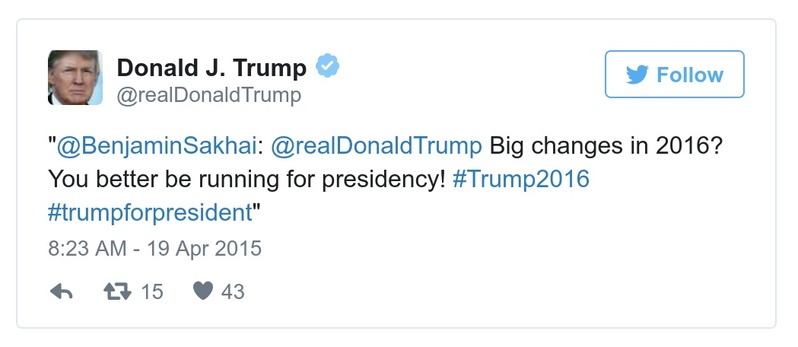 Donald J. Trump
Follow
@realDonaldTrump
"@BenjaminSakhai: @realDonaldTrump Big changes in 2016?
You better be running for presidency! #Trump2016
#trumpforpresident"
8:23 AM - 19 Apr 2015
15 43